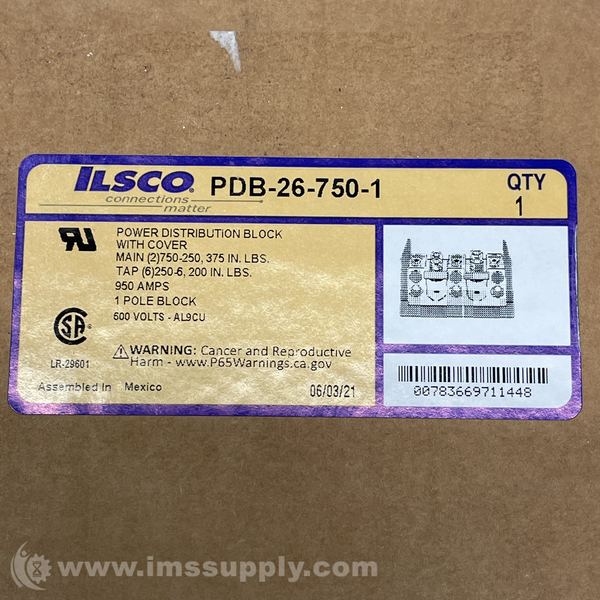 ILSCO. PDB-26-750-1
connections matter
QTY
1
POWER DISTRIBUTION BLOCK
WITH COVER
MAIN (2)750-250, 375 IN. LBS.
TAP (6)250-6, 200 IN. LBS.
950 AMPS
1 POLE BLOCK
600 VOLTS - AL9CU
SA
LR-29601
WARNING: Cancer and Reproductive
Harm - www.P65Warnings.ca.gov
Assembled In Mexico
06/03/21
00783669711448
www.imssupply.com